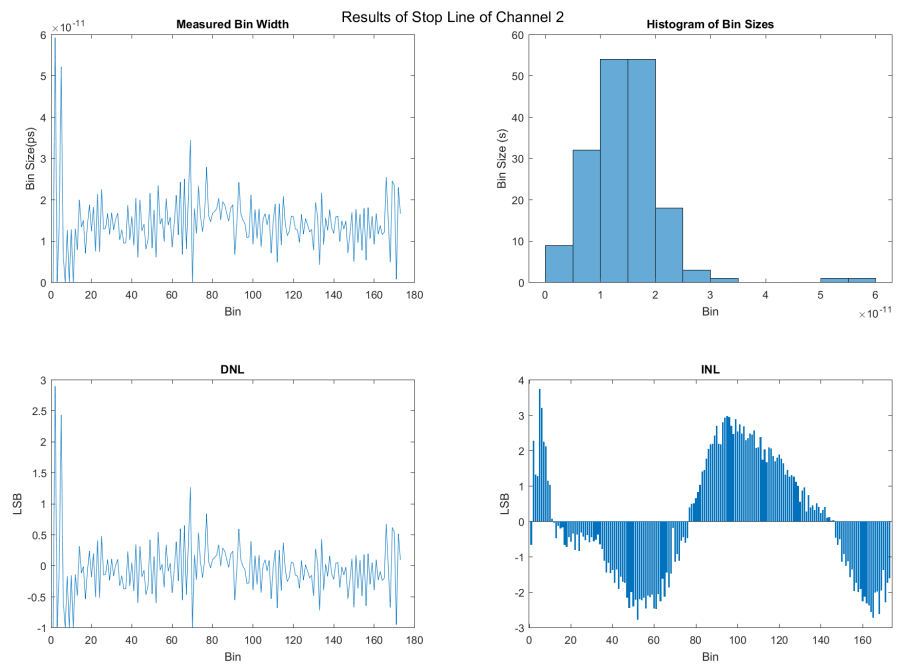 Results of Stop Line of Channel 2
×10-11
Measured Bin Width
6
5
4
3
2
1
0
Bin Size(ps)
0 20 40 60 80 100 120 140 160 180
Bin
Histogram of Bin Sizes
60
50
40
30
20
10
0
Bin Size (s)
0 1 2 3 4 5 6
×10-11
Bin
DNL
3
2.5
2
1.5
1
0.5
0
-0.5
-1
LSB
0 20 40 60 80 100 120 140 160 180
Bin
INL
4
3
2
1
0
-1
-2
-3
LSB
0 20 40 60 80 100 120 140 160
Bin